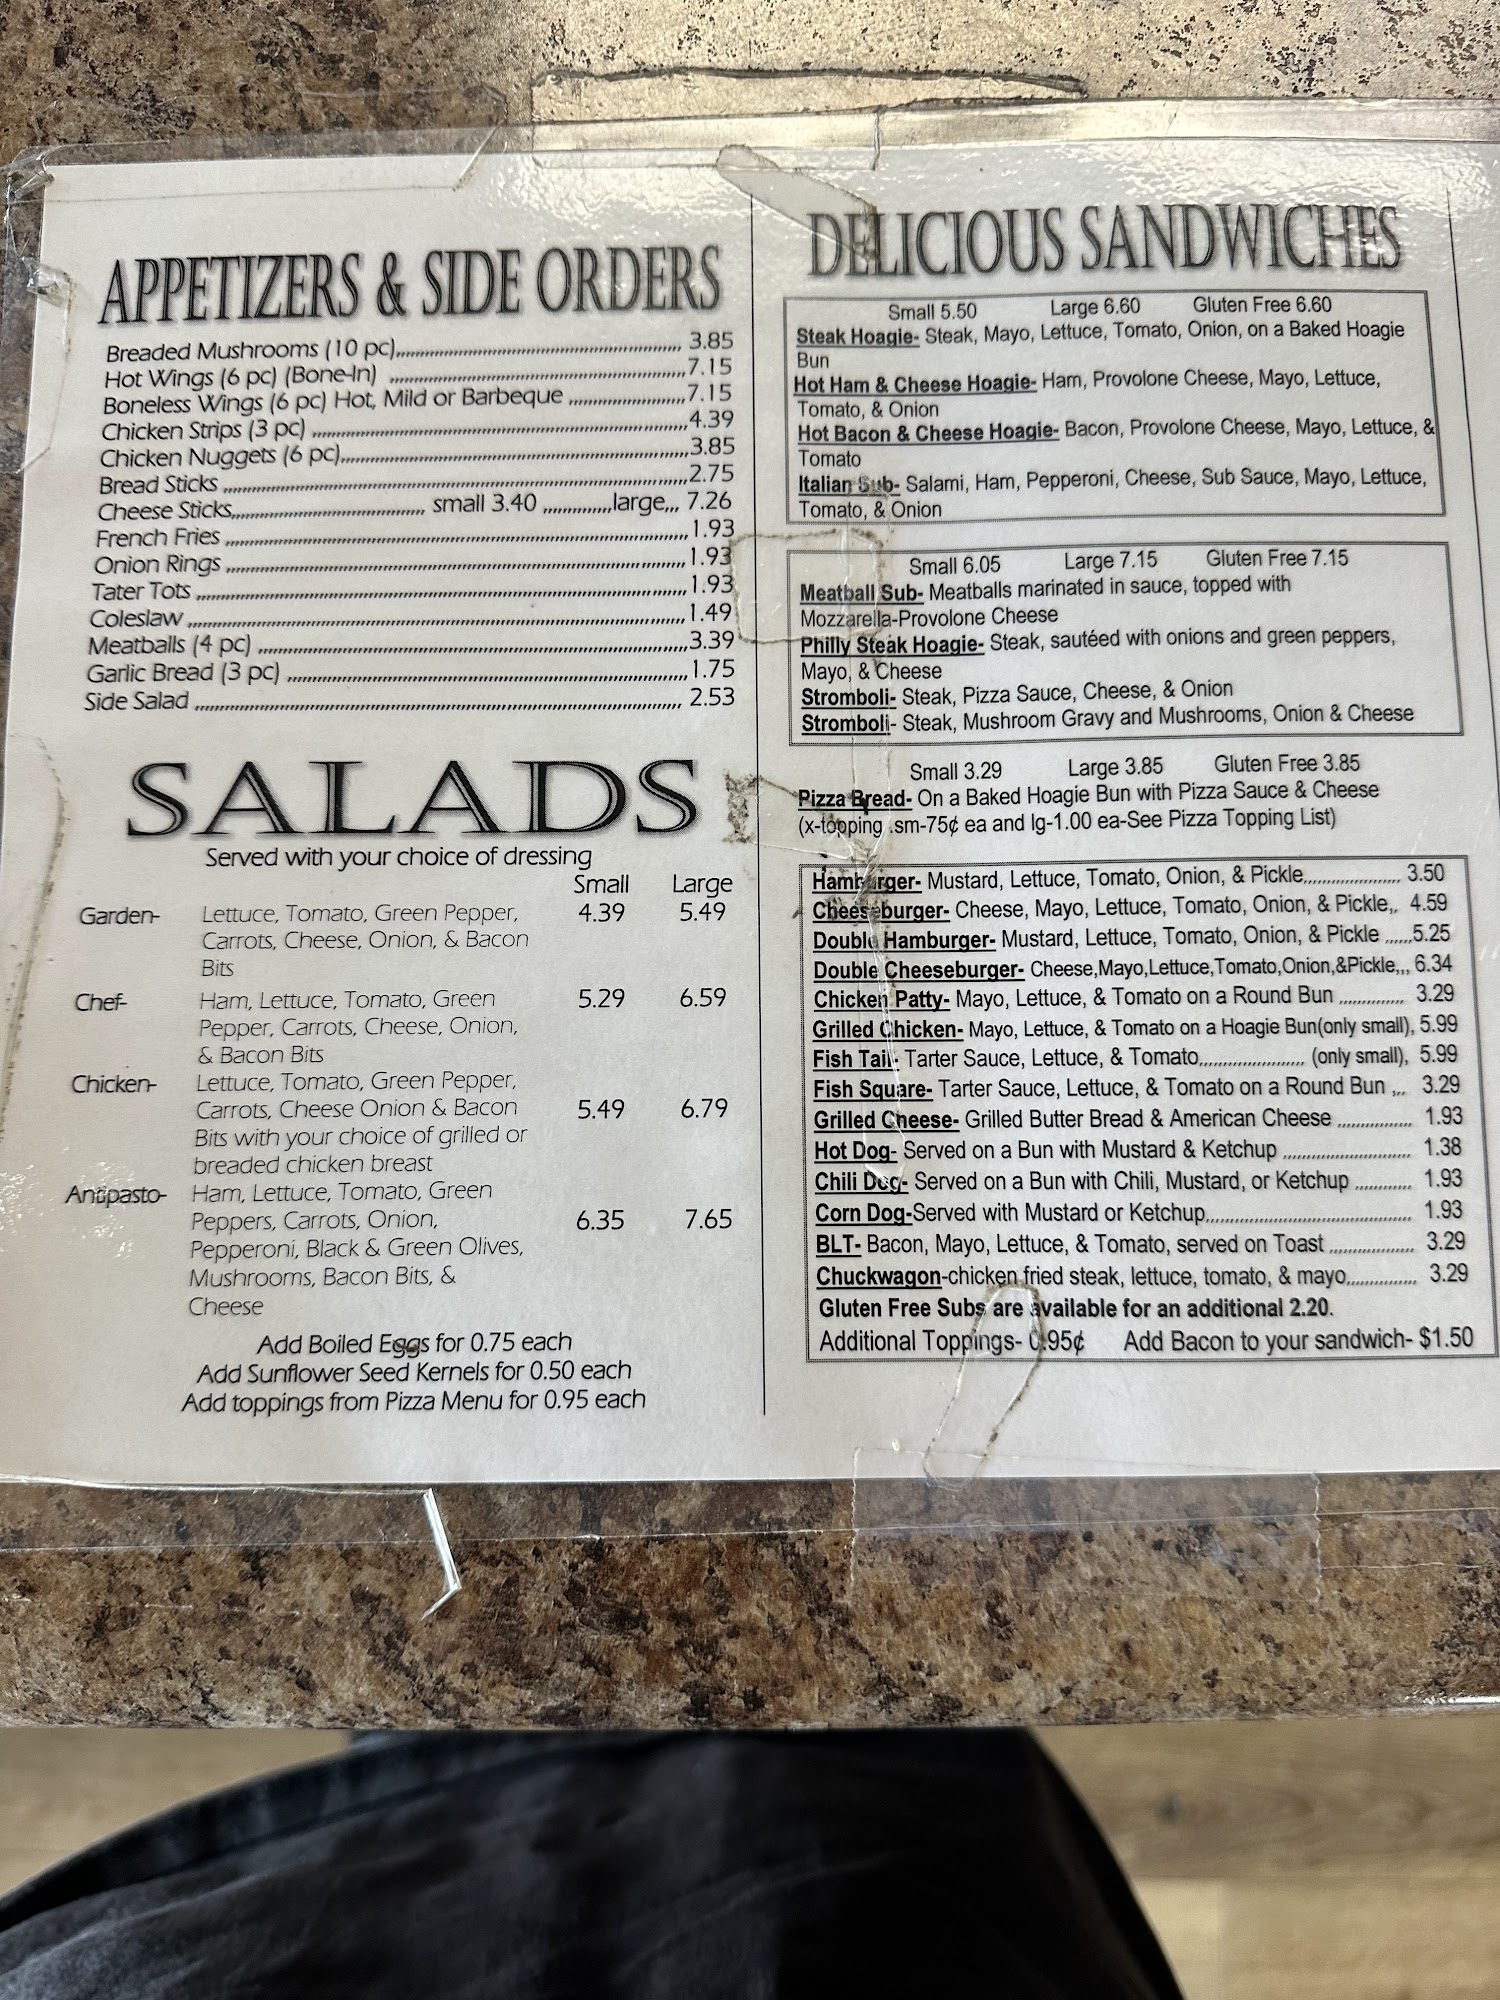 APPETIZERS & SIDE ORDERS
Breaded Mushrooms (10 pc) 3.85
Hot Wings (6 pc) (Bone-In) 7.15
Boneless Wings (6 pc) Hot, Mild or Barbeque 7.15
Chicken Strips (3 pc) 4.39
Chicken Nuggets (6 pc) 3.85
Bread Sticks 2.75
Cheese Sticks small 3.40 large 7.26
French Fries 1.93
Onion Rings 1.93
Tater Tots 1.93
Coleslaw 1.49
Meatballs (4 pc) 3.39
Garlic Bread (3 pc) 1.75
Side Salad 2.53
SALADS
Served with your choice of dressing
Small Large
Garden- Lettuce, Tomato, Green Pepper, 4.39 5.49
Carrots, Cheese, Onion, & Bacon
Bits
Chef- Ham, Lettuce, Tomato, Green 5.29 6.59
Pepper, Carrots, Cheese, Onion,
& Bacon Bits
Chicken- Lettuce, Tomato, Green Pepper,
Carrots, Cheese Onion & Bacon 5.49 6.79
Bits with your choice of grilled or
breaded chicken breast
Antipasto- Ham, Lettuce, Tomato, Green
Peppers, Carrots, Onion, 6.35 7.65
Pepperoni, Black & Green Olives,
Mushrooms, Bacon Bits, &
Cheese
Add Boiled Eggs for 0.75 each
Add Sunflower Seed Kernels for 0.50 each
Add toppings from Pizza Menu for 0.95 each
DELICIOUS SANDWICHES
Small 5.50 Large 6.60 Gluten Free 6.60
Steak Hoagie- Steak, Mayo, Lettuce, Tomato, Onion, on a Baked Hoagie
Bun
Hot Ham & Cheese Hoagie- Ham, Provolone Cheese, Mayo, Lettuce,
Tomato, & Onion
Hot Bacon & Cheese Hoagie- Bacon, Provolone Cheese, Mayo, Lettuce, &
Tomato
Italian Sub- Salami, Ham, Pepperoni, Cheese, Sub Sauce, Mayo, Lettuce,
Tomato, & Onion
Small 6.05 Large 7.15 Gluten Free 7.15
Meatball Sub- Meatballs marinated in sauce, topped with
Mozzarella-Provolone Cheese
Philly Steak Hoagie- Steak, sautéed with onions and green peppers,
Mayo, & Cheese
Stromboli- Steak, Pizza Sauce, Cheese, & Onion
Stromboli- Steak, Mushroom Gravy and Mushrooms, Onion & Cheese
Small 3.29 Large 3.85 Gluten Free 3.85
Pizza Bread- On a Baked Hoagie Bun with Pizza Sauce & Cheese
(x-topping .sm-75¢ ea and lg-1.00 ea-See Pizza Topping List)
Hamburger- Mustard, Lettuce, Tomato, Onion, & Pickle 3.50
Cheeseburger- Cheese, Mayo, Lettuce, Tomato, Onion, & Pickle 4.59
Double Hamburger- Mustard, Lettuce, Tomato, Onion, & Pickle 5.25
Double Cheeseburger- Cheese,Mayo,Lettuce,Tomato,Onion,&Pickle 6.34
Chicken Patty- Mayo, Lettuce, & Tomato on a Round Bun 3.29
Grilled Chicken- Mayo, Lettuce, & Tomato on a Hoagie Bun(only small), 5.99
Fish Tail- Tarter Sauce, Lettuce, & Tomato (only small), 5.99
Fish Square- Tarter Sauce, Lettuce, & Tomato on a Round Bun 3.29
Grilled Cheese- Grilled Butter Bread & American Cheese 1.93
Hot Dog- Served on a Bun with Mustard & Ketchup 1.38
Chili Dog- Served on a Bun with Chili, Mustard, or Ketchup 1.93
Corn Dog-Served with Mustard or Ketchup 1.93
BLT- Bacon, Mayo, Lettuce, & Tomato, served on Toast 3.29
Chuckwagon-chicken fried steak, lettuce, tomato, & mayo 3.29
Gluten Free Subs are available for an additional 2.20.
Additional Toppings- 0.95¢ Add Bacon to your sandwich- $1.50